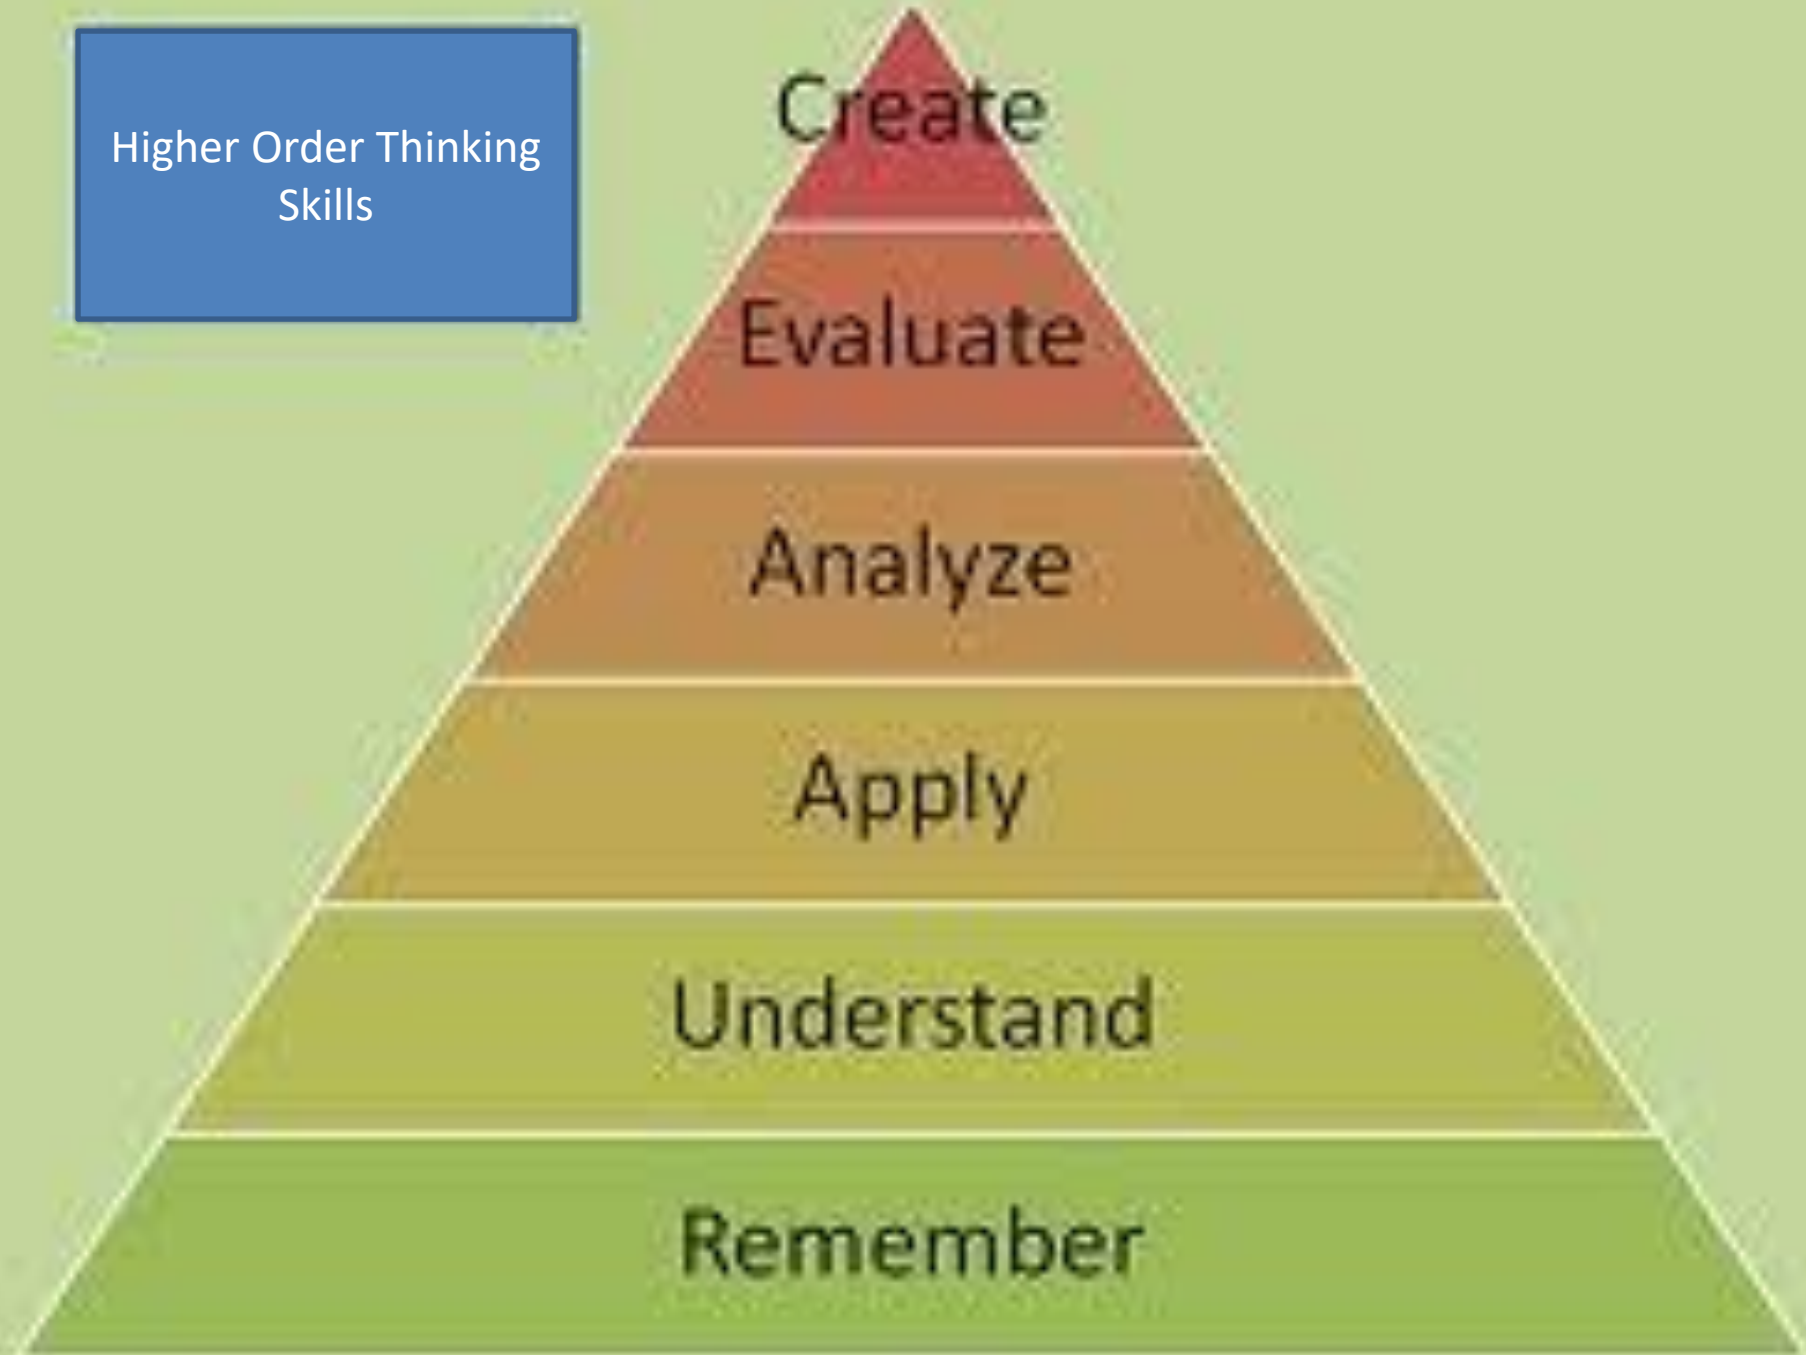 Higher Order Thinking
Skills
Create
Evaluate
Analyze
Apply
Understand
Remember